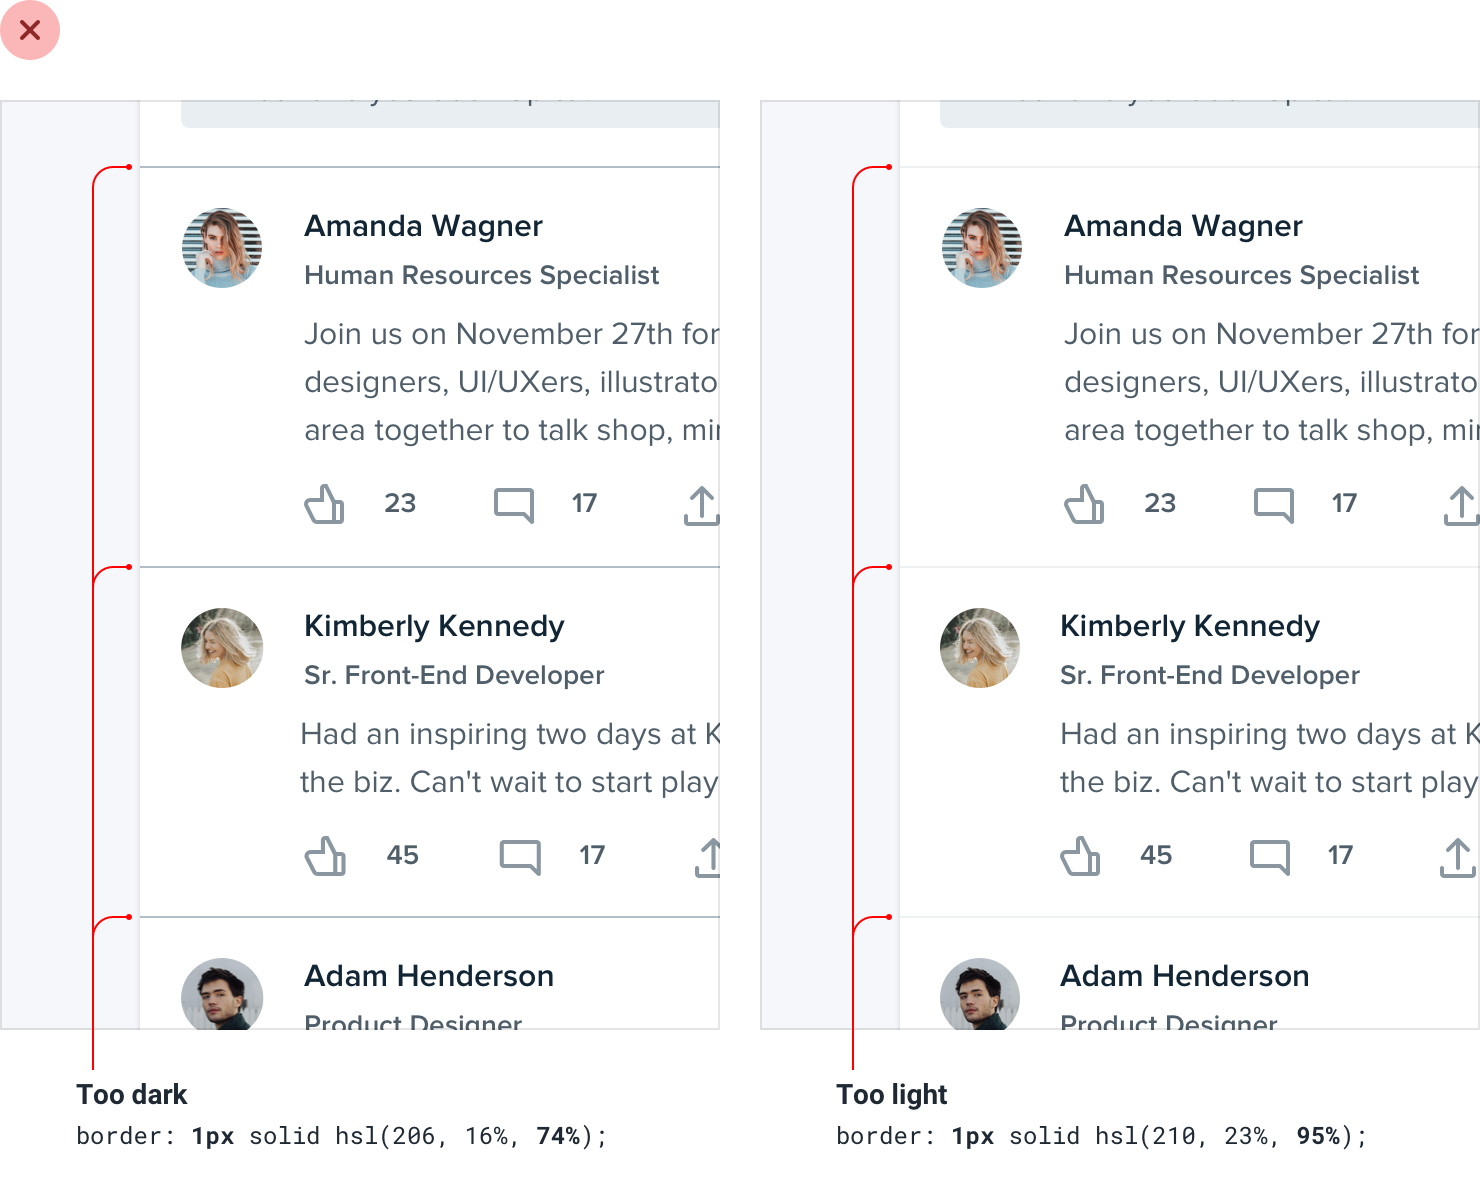 Amanda Wagner
Human Resources Specialist
Join us on November 27th for
designers, UI/UXers, illustrato
area together to talk shop, mi
23 17
Kimberly Kennedy
Sr. Front-End Developer
Had an inspiring two days at K
the biz. Can't wait to start play
45 17
Adam Henderson
Product Designer
Too dark
border: 1px solid hsl(206, 16%, 74%);
Amanda Wagner
Human Resources Specialist
Join us on November 27th for
designers, UI/UXers, illustrato
area together to talk shop, mi
23 17
Kimberly Kennedy
Sr. Front-End Developer
Had an inspiring two days at K
the biz. Can't wait to start play
45 17
Adam Henderson
Product Designer
Too light
border: 1px solid hsl(210, 23%, 95%);